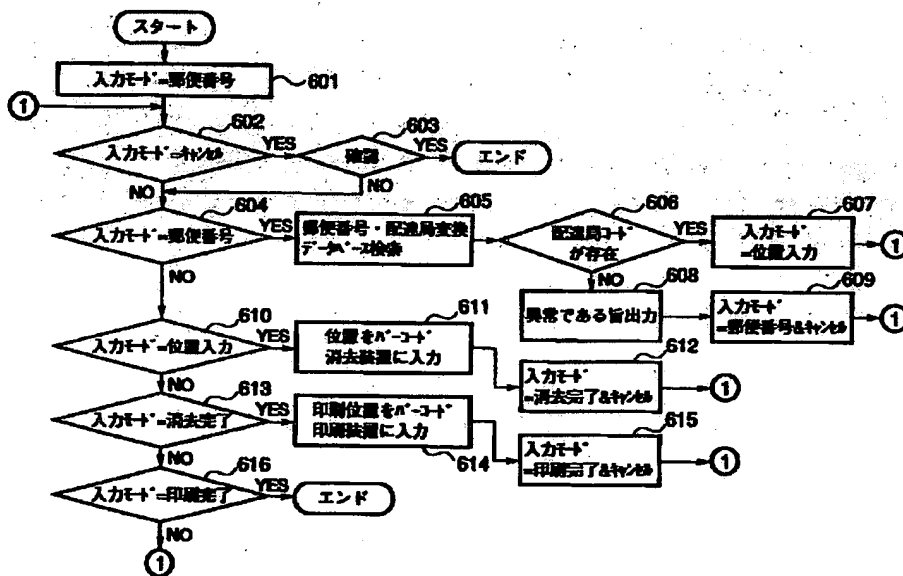 スタート
入力モード=郵便番号
601
1
602
入力モード=キャンセル
YES
603
確認
YES
エンド
NO
NO
604
入力モード=郵便番号
YES
605
郵便番号・配達局変換
データベース検索
606
配達局コード
が存在
YES
607
入力モード
=位置入力
1
NO
NO
608
異常である旨出力
609
入力モード
=郵便番号&キャンセル
1
610
入力モード=位置入力
YES
611
位置をバーコード
消去装置に入力
612
入力モード
=消去完了&キャンセル
1
NO
613
入力モード=消去完了
YES
印刷位置をバーコード
印刷装置に入力
614
615
入力モード
=印刷完了&キャンセル
1
NO
616
入力モード=印刷完了
YES
エンド
NO
1